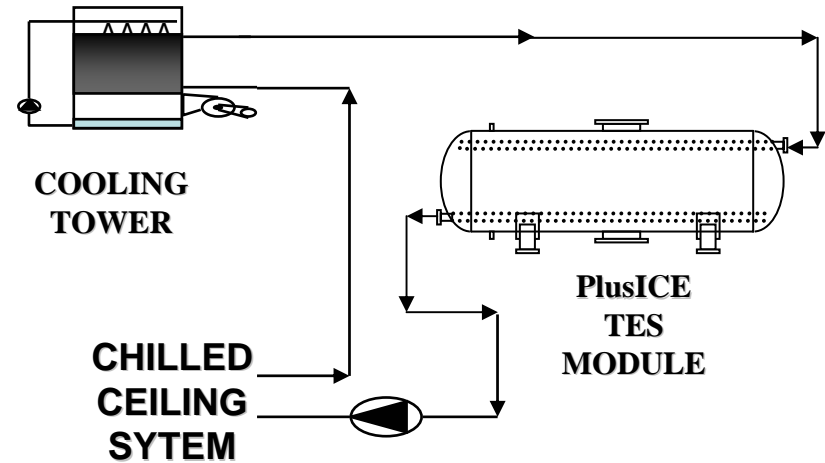 COOLING
TOWER
PlusICE
TES
MODULE
CHILLED
CEILING
SYTEM